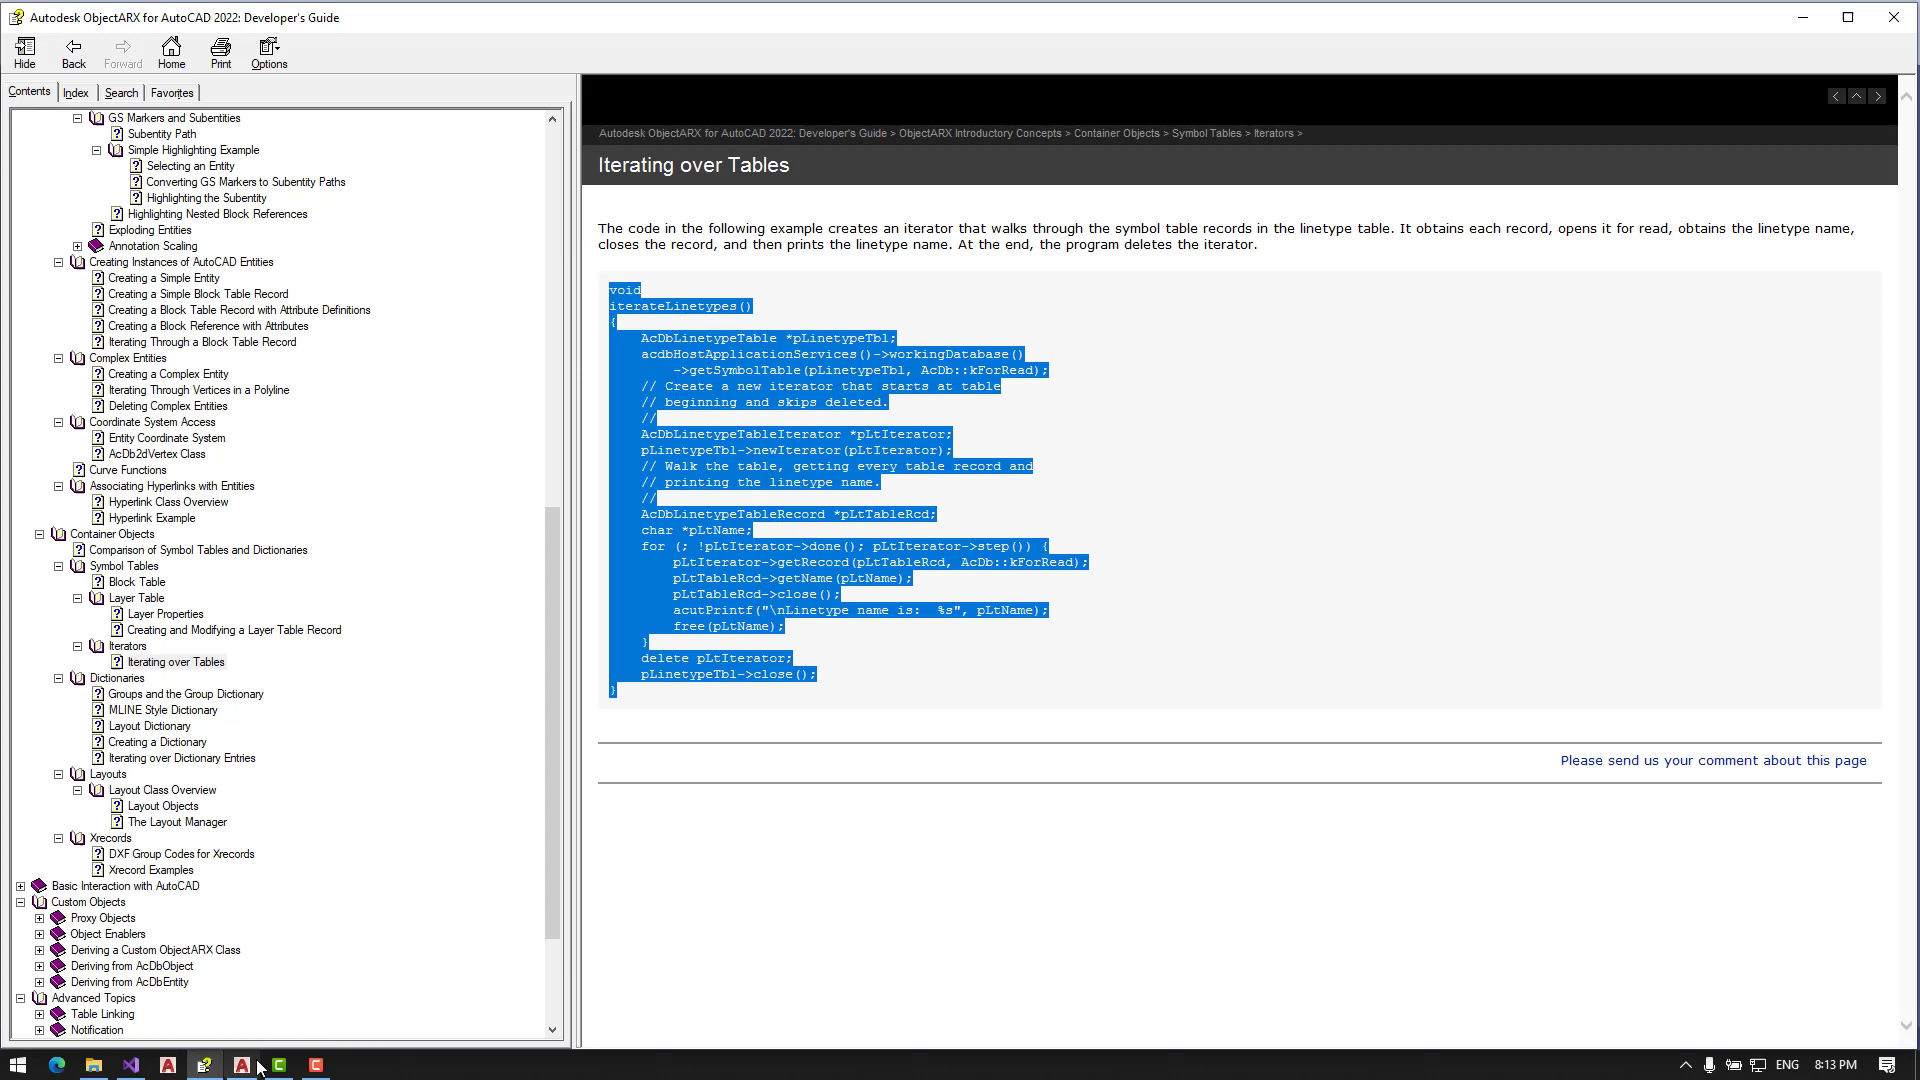 Autodesk ObjectARX for AutoCAD 2022: Developer's Guide
Hide
Back
Forward
Home
Print
Options
Contents
Index
Search
Favorites
GS Markers and Subentities
Subentity Path
Simple Highlighting Example
Selecting an Entity
Converting GS Markers to Subentity Paths
Highlighting the Subentity
Highlighting Nested Block References
Exploding Entities
Annotation Scaling
Creating Instances of AutoCAD Entities
Creating a Simple Entity
Creating a Simple Block Table Record
Creating a Block Table Record with Attribute Definitions
Creating a Block Reference with Attributes
Iterating Through a Block Table Record
Complex Entities
Creating a Complex Entity
Iterating Through Vertices in a Polyline
Deleting Complex Entities
Coordinate System Access
Entity Coordinate System
AcDb2dVertex Class
Curve Functions
Associating Hyperlinks with Entities
Hyperlink Class Overview
Hyperlink Example
Container Objects
Comparison of Symbol Tables and Dictionaries
Symbol Tables
Block Table
Layer Table
Layer Properties
Creating and Modifying a Layer Table Record
Iterators
Iterating over Tables
Dictionaries
Groups and the Group Dictionary
MLINE Style Dictionary
Layout Dictionary
Creating a Dictionary
Iterating over Dictionary Entries
Layouts
Layout Class Overview
Layout Objects
The Layout Manager
Xrecords
DXF Group Codes for Xrecords
Xrecord Examples
Basic Interaction with AutoCAD
Custom Objects
Proxy Objects
Object Enablers
Deriving a Custom ObjectARX Class
Deriving from AcDbObject
Deriving from AcDbEntity
Advanced Topics
Table Linking
Notification
Autodesk ObjectARX for AutoCAD 2022: Developer's Guide > ObjectARX Introductory Concepts > Container Objects > Symbol Tables > Iterators >
Iterating over Tables
The code in the following example creates an iterator that walks through the symbol table records in the linetype table. It obtains each record, opens it for read, obtains the linetype name,
closes the record, and then prints the linetype name. At the end, the program deletes the iterator.
void
iterateLinetypes()
{
    AcDbLinetypeTable *pLinetypeTbl;
    acdbHostApplicationServices()->workingDatabase()
        ->getSymbolTable(pLinetypeTbl, AcDb::kForRead);
    // Create a new iterator that starts at table
    // beginning and skips deleted.
    //
    AcDbLinetypeTableIterator *pLtIterator;
    pLinetypeTbl->newIterator(pLtIterator);
    // Walk the table, getting every table record and
    // printing the linetype name.
    //
    AcDbLinetypeTableRecord *pLtTableRcd;
    char *pLtName;
    for (; !pLtIterator->done(); pLtIterator->step()) {
        pLtIterator->getRecord(pLtTableRcd, AcDb::kForRead);
        pLtTableRcd->getName(pLtName);
        pLtTableRcd->close();
        acutPrintf("\nLinetype name is:  %s", pLtName);
        free(pLtName);
    }
    delete pLtIterator;
    pLinetypeTbl->close();
}
Please send us your comment about this page
ENG
8:13 PM